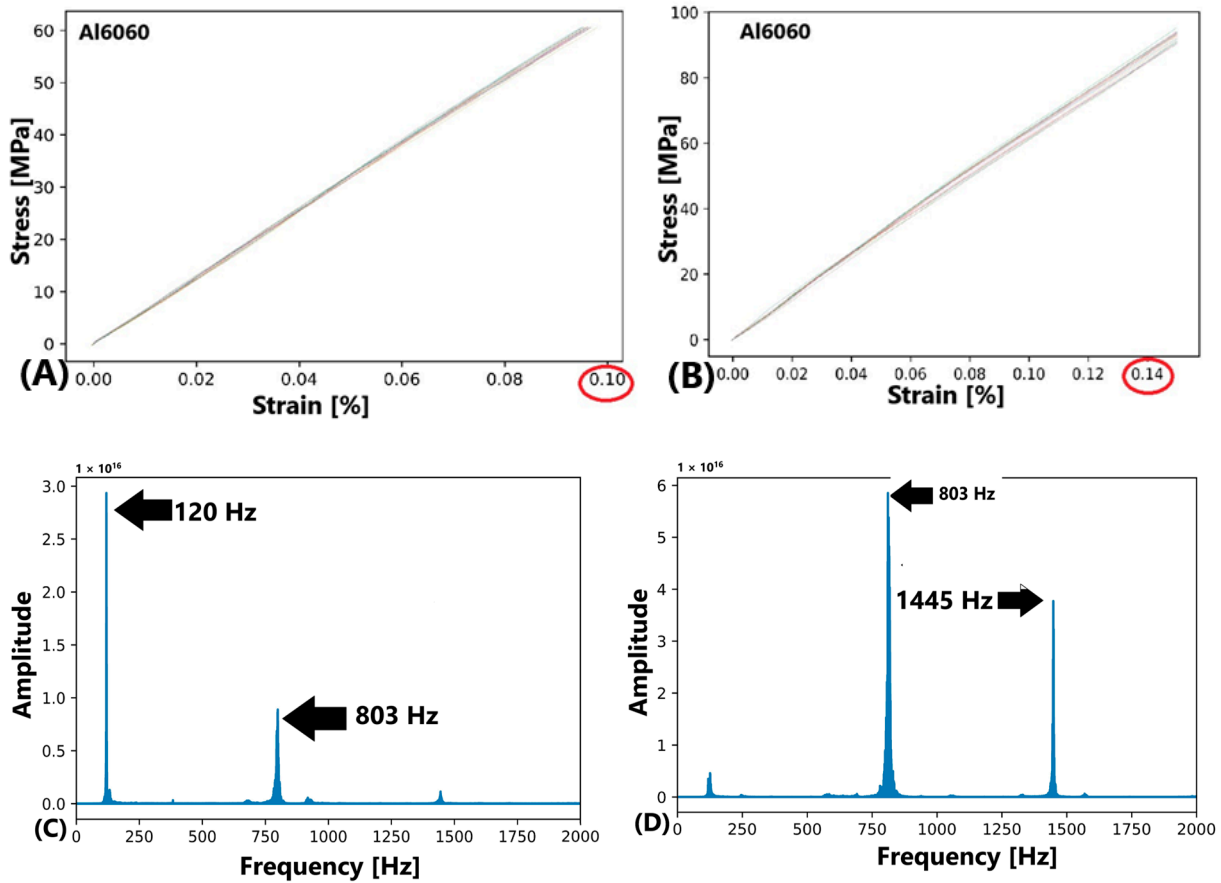 Al6060
60
50
40
30
20
10
0
Stress [MPa]
0.00 0.02 0.04 0.06 0.08 0.10
Strain [%]
(A)
Al6060
100
80
60
40
20
0
Stress [MPa]
0.00 0.02 0.04 0.06 0.08 0.10 0.12 0.14
Strain [%]
(B)
1 × 10¹⁶
3.0
2.5
2.0
1.5
1.0
0.5
0.0
Amplitude
120 Hz
803 Hz
0 250 500 750 1000 1250 1500 1750 2000
Frequency [Hz]
(C)
1 × 10¹⁶
6
5
4
3
2
1
0
Amplitude
803 Hz
1445 Hz
0 250 500 750 1000 1250 1500 1750 2000
Frequency [Hz]
(D)